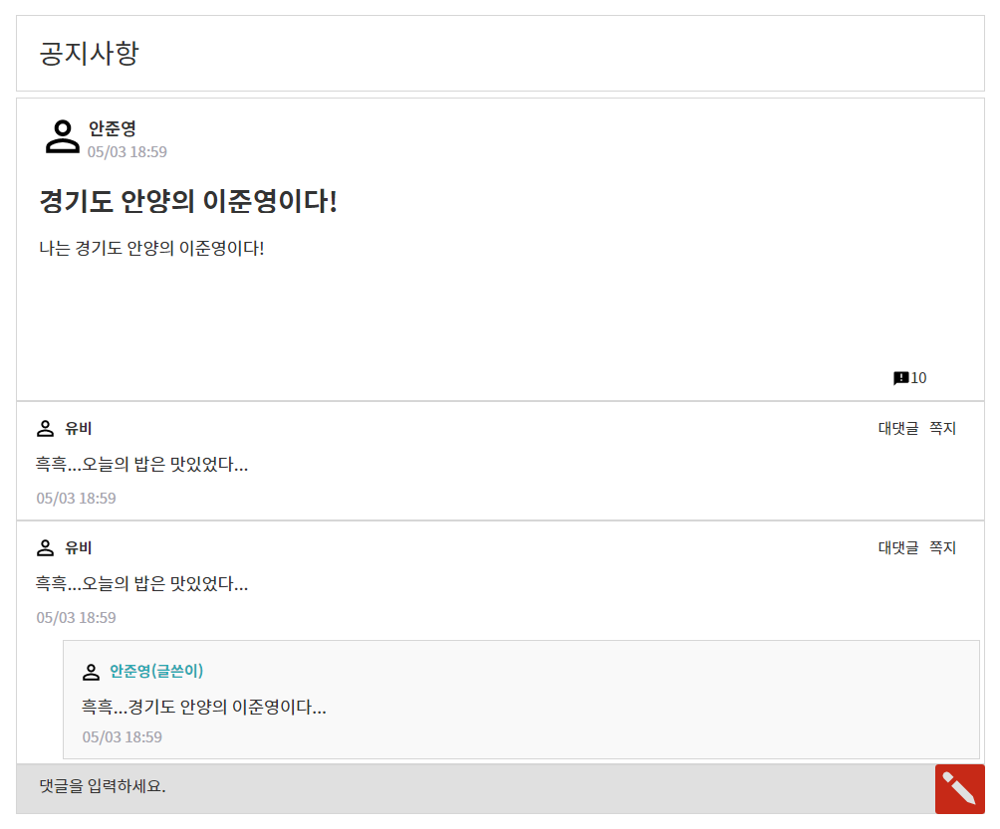 공지사항
안준영
05/03 18:59
경기도 안양의 이준영이다!
나는 경기도 안양의 이준영이다!
10
유비 대댓글 쪽지
흑흑...오늘의 밥은 맛있었다...
05/03 18:59
유비 대댓글 쪽지
흑흑...오늘의 밥은 맛있었다...
05/03 18:59
안준영(글쓴이)
흑흑...경기도 안양의 이준영이다...
05/03 18:59
댓글을 입력하세요.